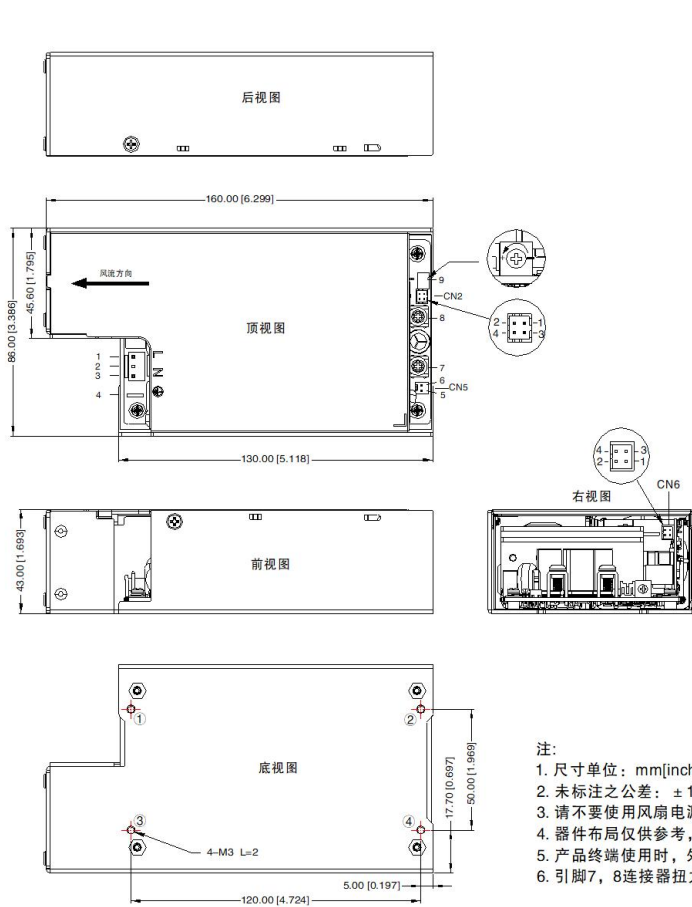 后视图
160.00 [6.299]
45.60 [1.795]
86.00 [3.386]
风流方向
顶视图
9
CN2
8
7
6
CN5
5
2
1
4
3
1
2
3
4
L
N
130.00 [5.118]
4
3
2
1
CN6
右视图
43.00 [1.693]
前视图
①
②
底视图
③
④
4-M3 L=2
17.70 [0.697]
50.00 [1.969]
5.00 [0.197]
120.00 [4.724]
注:
1. 尺寸单位：mm[inch
2. 未标注之公差：±1
3. 请不要使用风扇电
4. 器件布局仅供参考，
5. 产品终端使用时，
6. 引脚7，8连接器扭